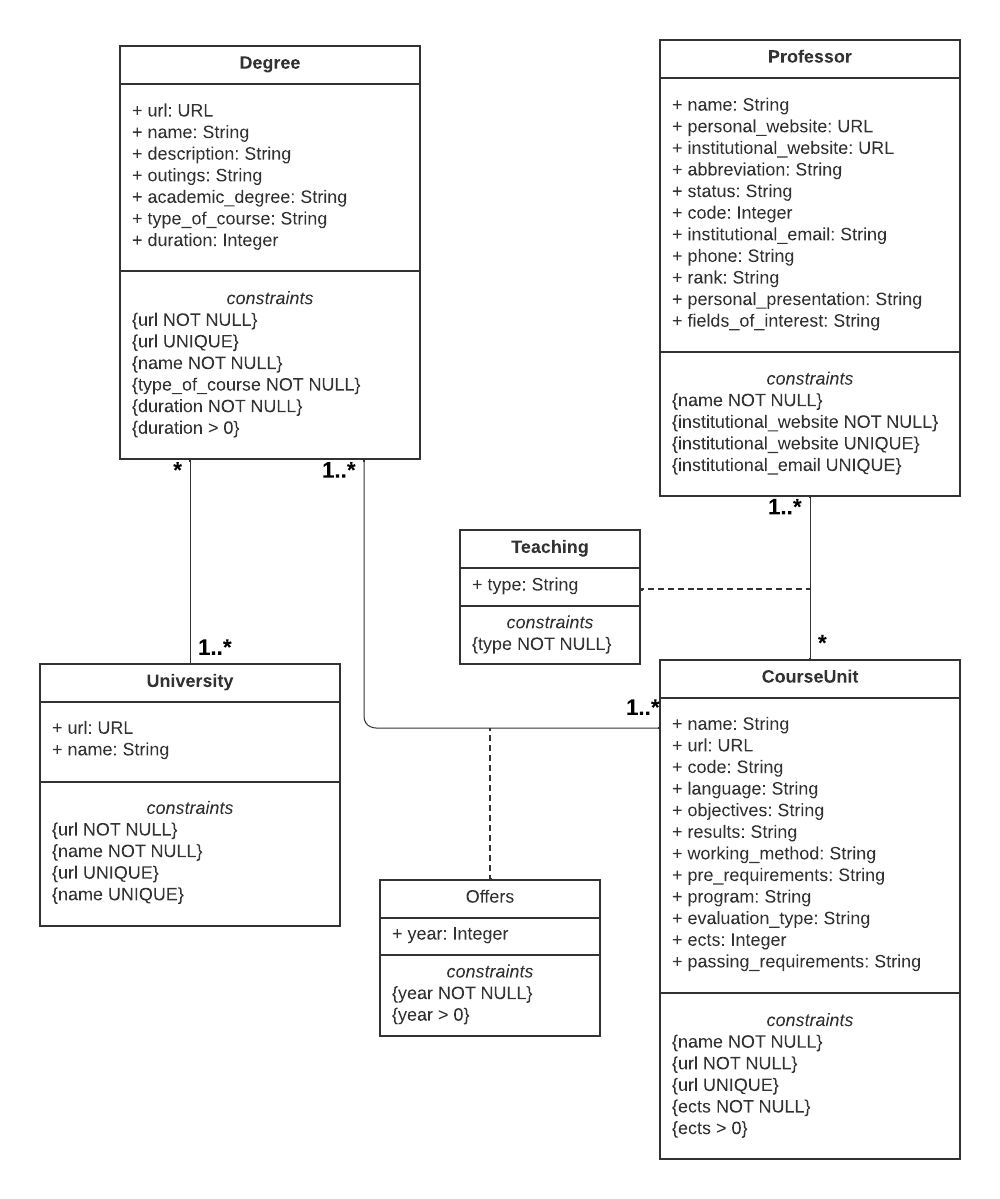 Degree
+ url: URL
+ name: String
+ description: String
+ outings: String
+ academic_degree: String
+ type_of_course: String
+ duration: Integer
constraints
{url NOT NULL}
{url UNIQUE}
{name NOT NULL}
{type_of_course NOT NULL}
{duration NOT NULL}
{duration > 0}
*
1..*
Professor
+ name: String
+ personal_website: URL
+ institutional_website: URL
+ abbreviation: String
+ status: String
+ code: Integer
+ institutional_email: String
+ phone: String
+ rank: String
+ personal_presentation: String
+ fields_of_interest: String
constraints
{name NOT NULL}
{institutional_website NOT NULL}
{institutional_website UNIQUE}
{institutional_email UNIQUE}
1..*
Teaching
+ type: String
constraints
{type NOT NULL}
*
1..*
University
+ url: URL
+ name: String
constraints
{url NOT NULL}
{name NOT NULL}
{url UNIQUE}
{name UNIQUE}
1..*
CourseUnit
+ name: String
+ url: URL
+ code: String
+ language: String
+ objectives: String
+ results: String
+ working_method: String
+ pre_requirements: String
+ program: String
+ evaluation_type: String
+ ects: Integer
+ passing_requirements: String
constraints
{name NOT NULL}
{url NOT NULL}
{url UNIQUE}
{ects NOT NULL}
{ects > 0}
Offers
+ year: Integer
constraints
{year NOT NULL}
{year > 0}